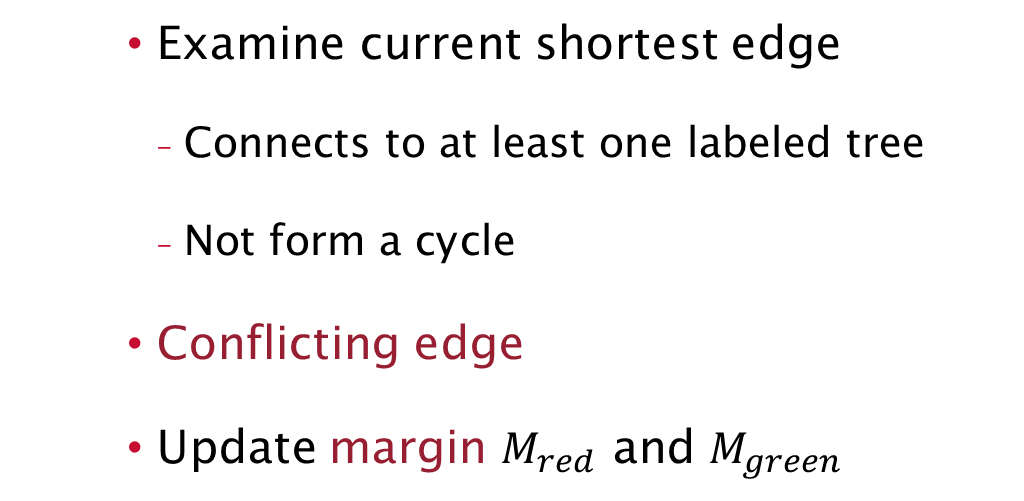 • Examine current shortest edge
– Connects to at least one labeled tree
– Not form a cycle
• Conflicting edge
• Update margin M_red and M_green